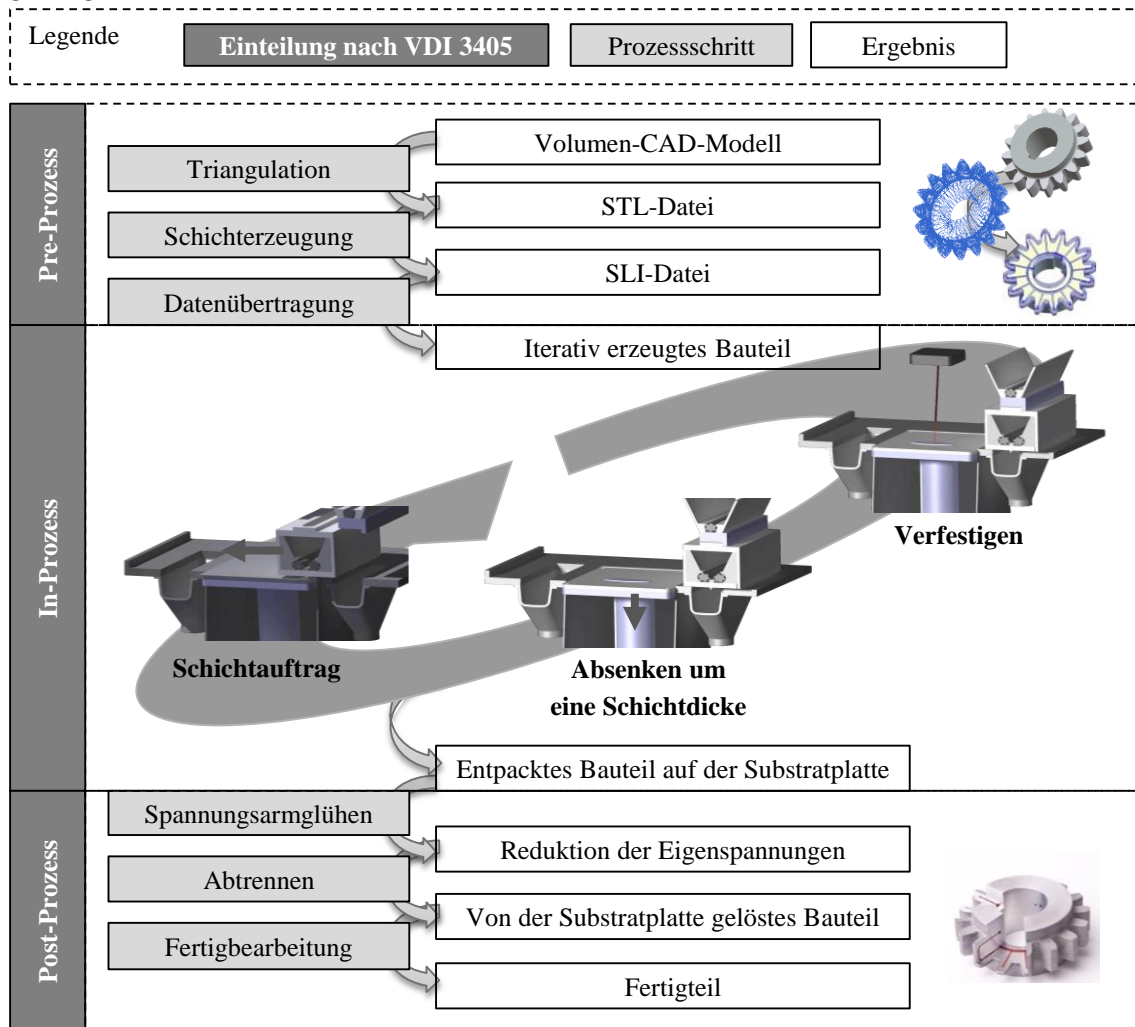 Legende
Einteilung nach VDI 3405
Prozessschritt
Ergebnis
Pre-Prozess
Volumen-CAD-Modell
Triangulation
STL-Datei
Schichterzeugung
SLI-Datei
Datenübertragung
In-Prozess
Iterativ erzeugtes Bauteil
Verfestigen
Schichtauftrag
Absenken um
eine Schichtdicke
Entpacktes Bauteil auf der Substratplatte
Post-Prozess
Spannungsarmglühen
Reduktion der Eigenspannungen
Abtrennen
Von der Substratplatte gelöstes Bauteil
Fertigbearbeitung
Fertigteil